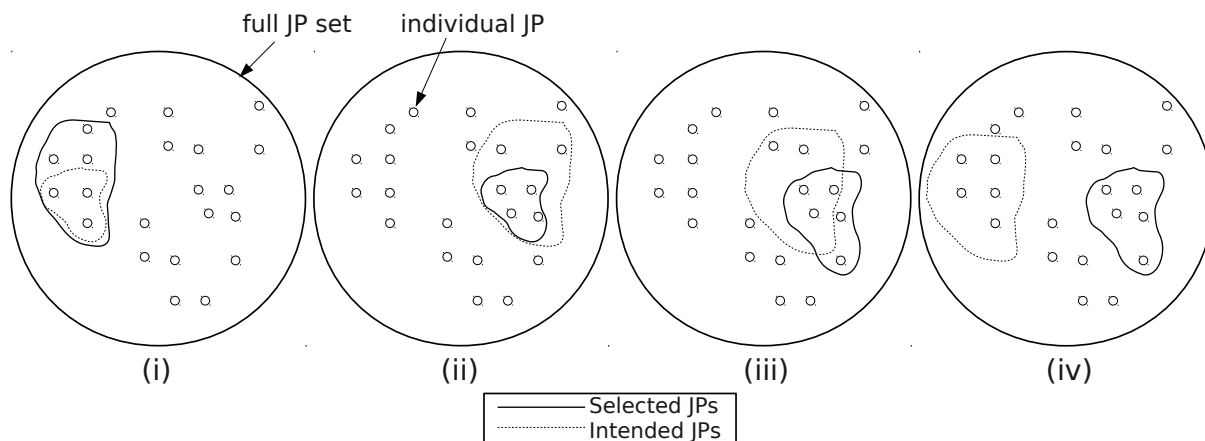 full JP set
individual JP
(i)
(ii)
(iii)
(iv)
Selected JPs
Intended JPs